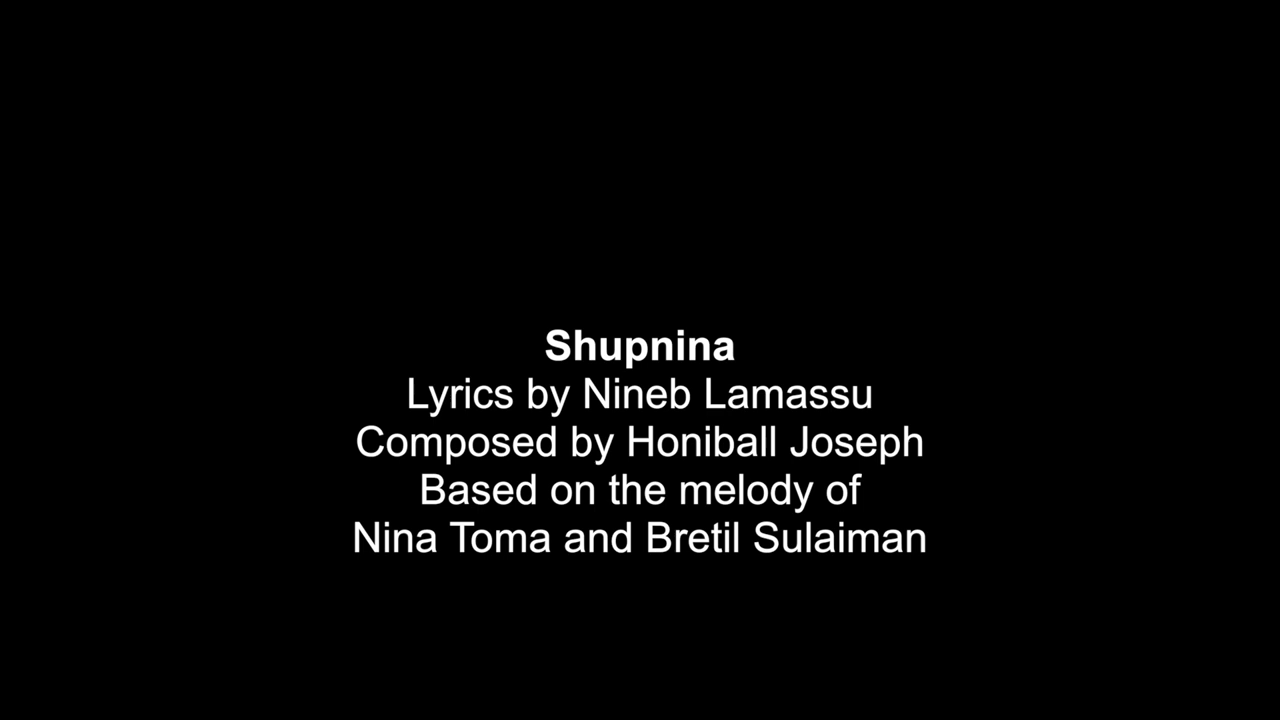 Shupnina
Lyrics by Nineb Lamassu
Composed by Honiball Joseph
Based on the melody of
Nina Toma and Bretil Sulaiman